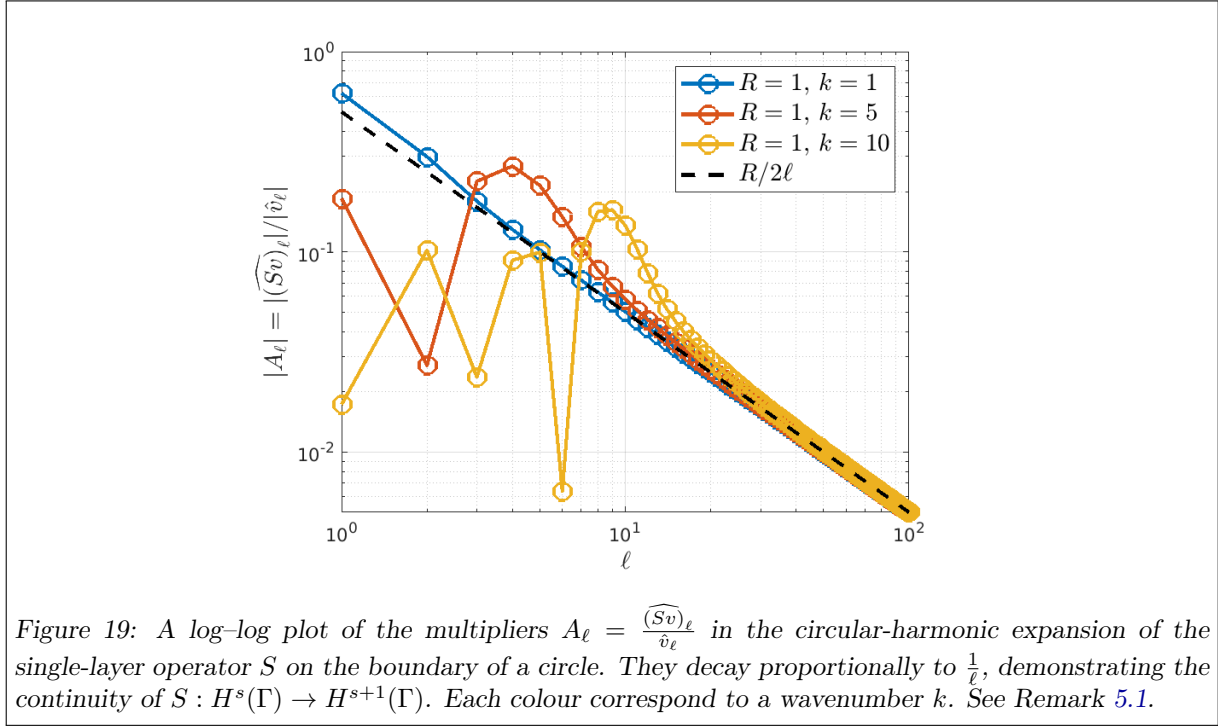 10^0
10^{-1}
10^{-2}
|A_ℓ| = |\widehat{(Sv)}_ℓ|/|\hat{v}_ℓ|
R = 1, k = 1
R = 1, k = 5
R = 1, k = 10
R/2ℓ
10^0
10^1
10^2
ℓ
Figure 19: A log–log plot of the multipliers A_ℓ = \frac{\widehat{(Sv)}_ℓ}{\hat{v}_ℓ} in the circular-harmonic expansion of the
single-layer operator S on the boundary of a circle. They decay proportionally to \frac{1}{ℓ}, demonstrating the
continuity of S : H^s(Γ) → H^{s+1}(Γ). Each colour correspond to a wavenumber k. See Remark 5.1.